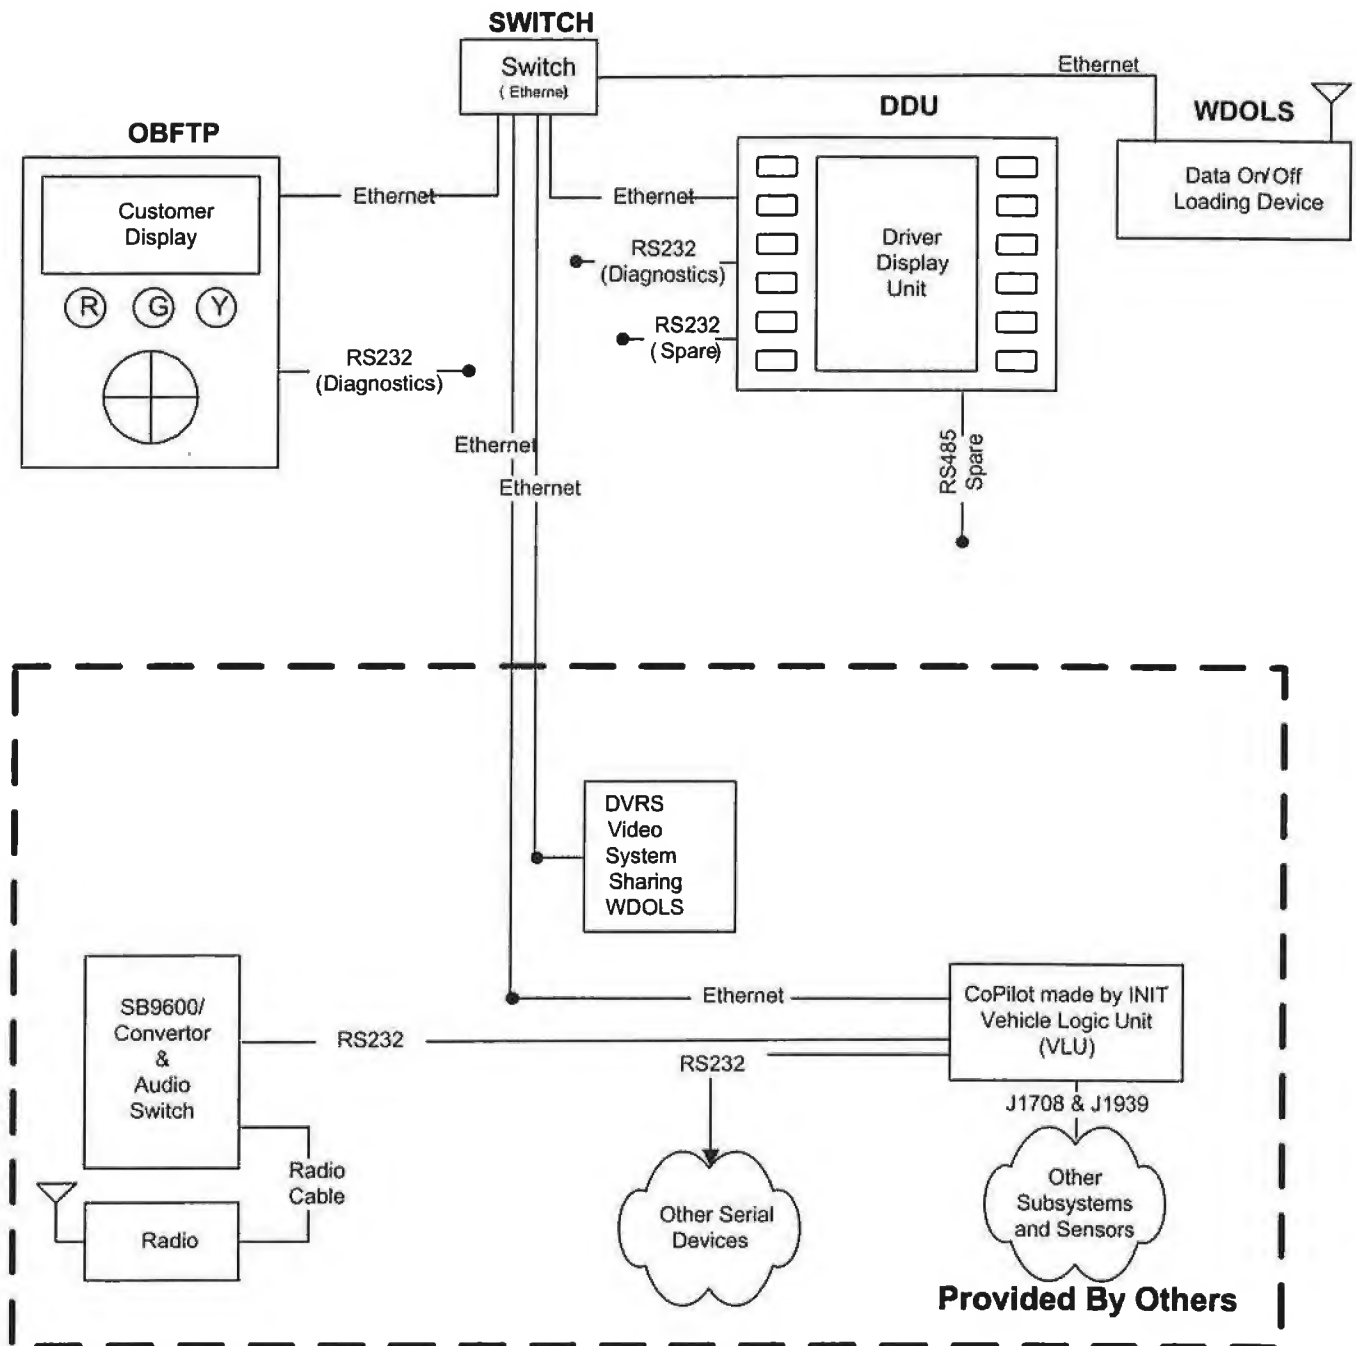 SWITCH
Switch
( Etherne)
Ethernet
DDU
WDOLS
OBFTP
Data On/Off
Loading Device
Customer
Display
Ethernet
Ethernet
R G Y
RS232
(Diagnostics)
Driver
Display
Unit
RS232
( Spare)
RS232
(Diagnostics)
Ethernet
Ethernet
RS485
Spare
DVRS
Video
System
Sharing
WDOLS
SB9600/
Convertor
&
Audio
Switch
RS232
Ethernet
CoPilot made by INIT
Vehicle Logic Unit
(VLU)
RS232
J1708 & J1939
Radio
Cable
Radio
Other Serial
Devices
Other
Subsystems
and Sensors
Provided By Others